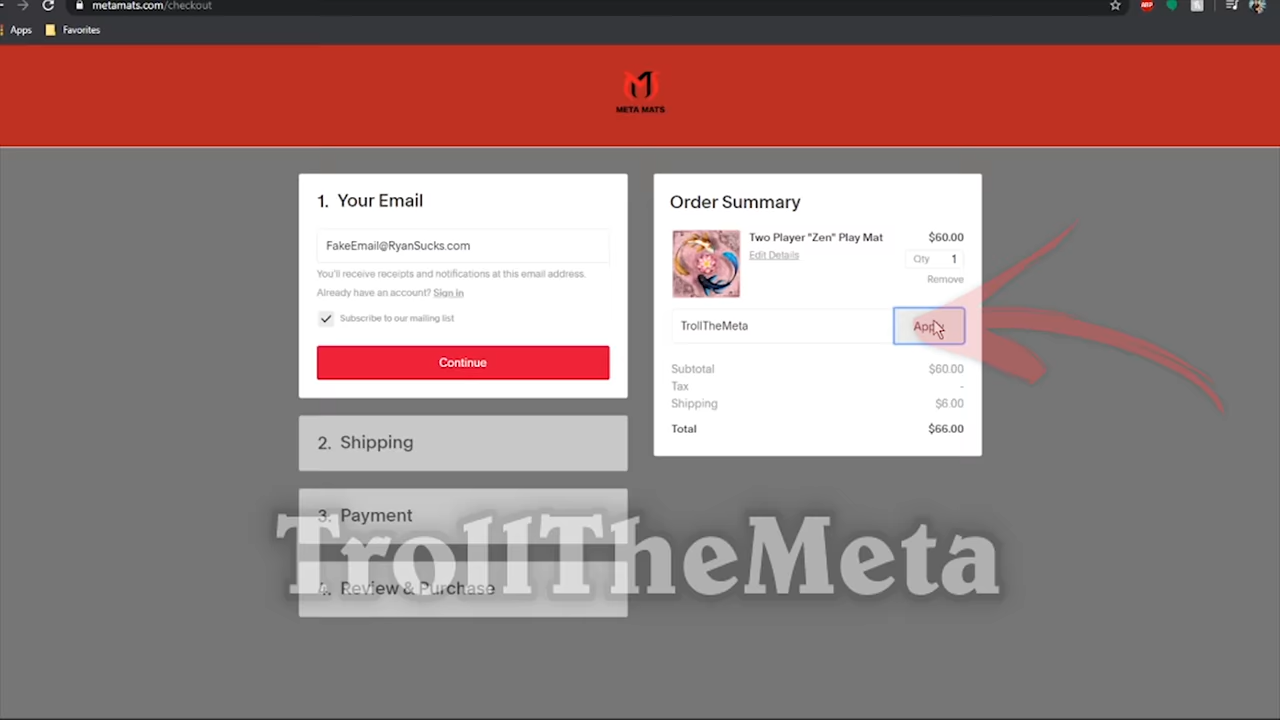 metamats.com/checkout
ABP
Apps
Favorites
META MATS
1. Your Email
FakeEmail@RyanSucks.com
You'll receive receipts and notifications at this email address.
Already have an account? Sign in
Subscribe to our mailing list
Continue
2. Shipping
3. Payment
4. Review & Purchase
Order Summary
Two Player "Zen" Play Mat
$60.00
Edit Details
Qty 1
Remove
TrollTheMeta
Subtotal $60.00
Tax -
Shipping $6.00
Total $66.00
TrollTheMeta